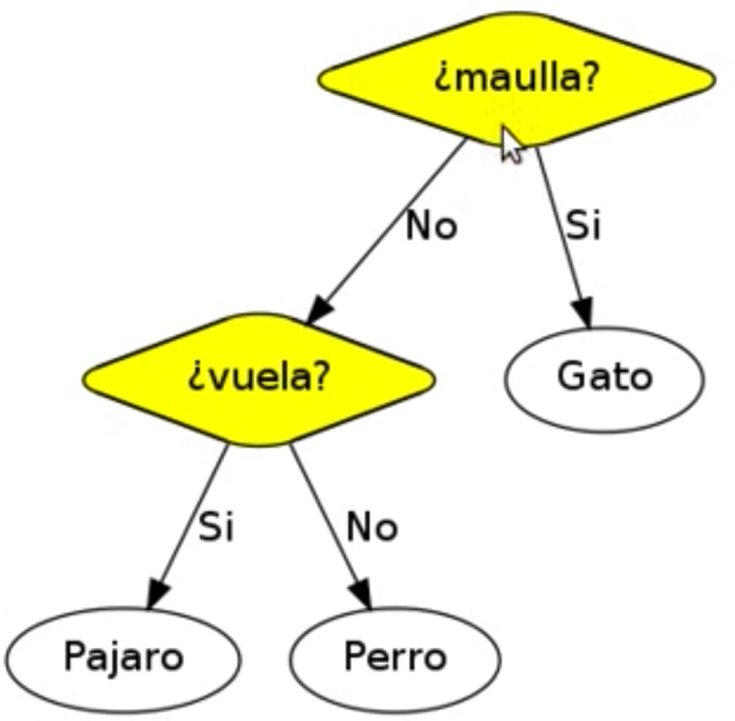 ¿maulla?
No
Si
¿vuela?
Gato
Si
No
Pajaro
Perro